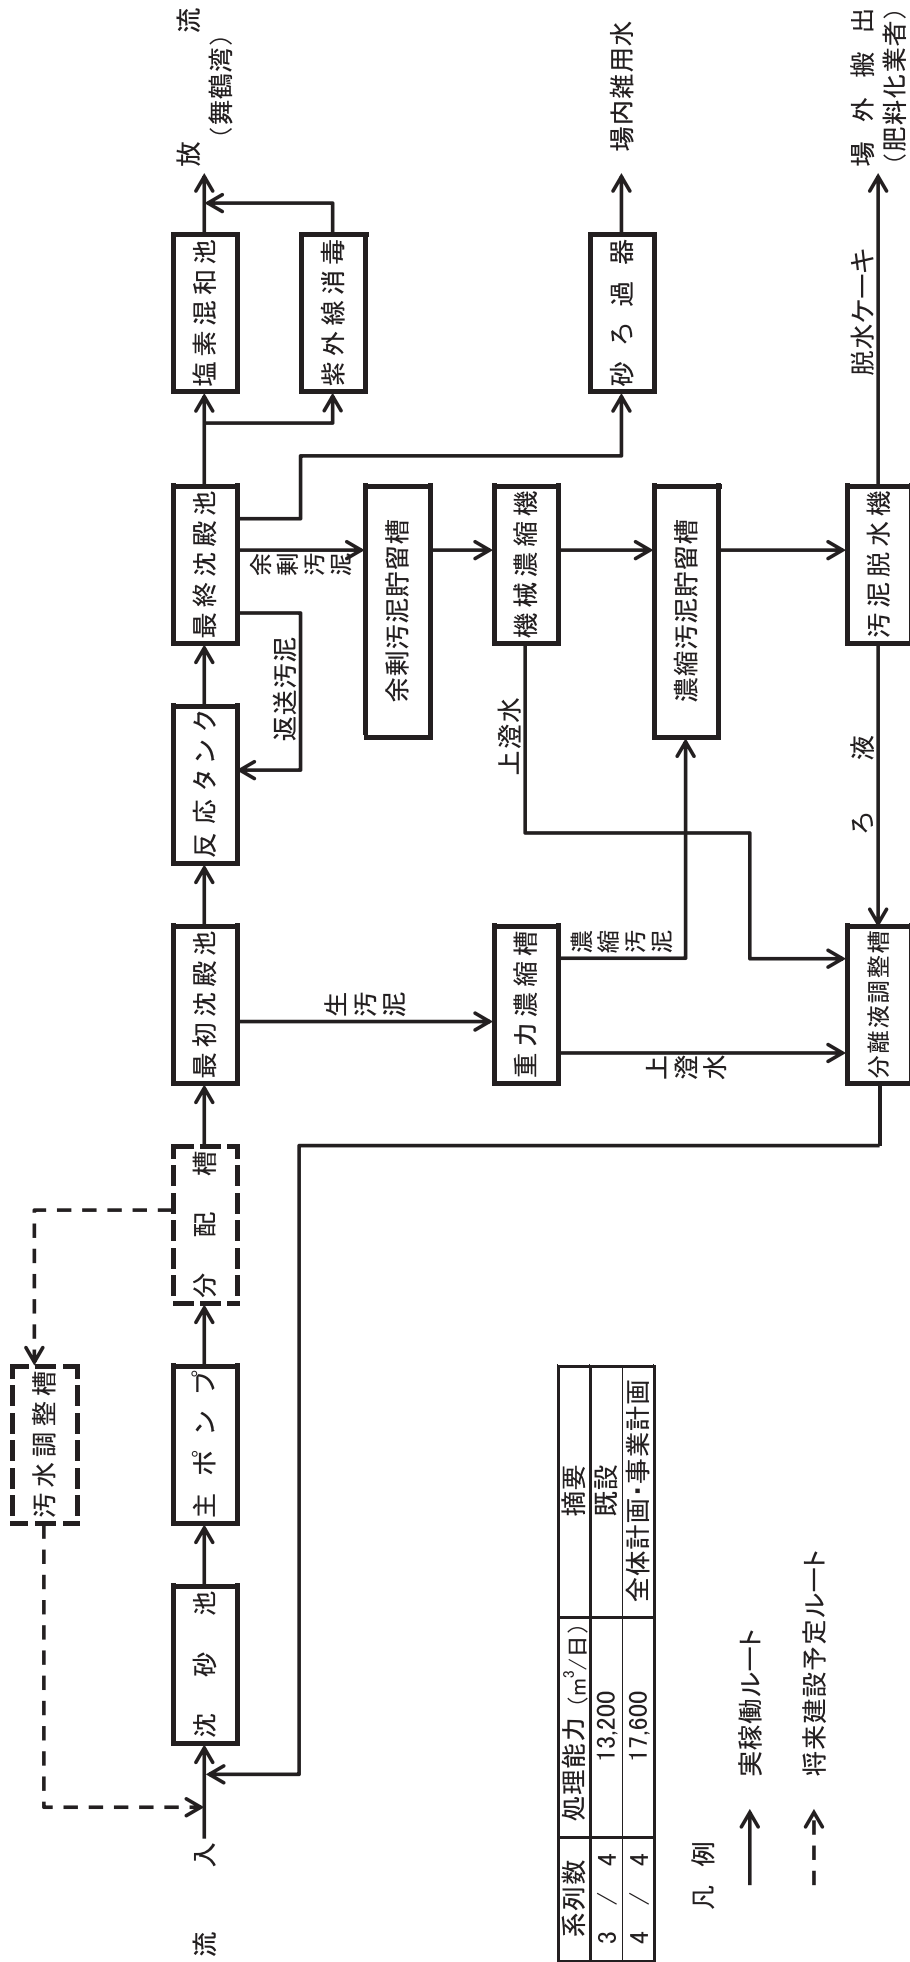 汚水調整槽
流入
沈砂池
主ポンプ
分配槽
最初沈殿池
反応タンク
最終沈殿池
塩素混和池
放流
(舞鶴湾)
紫外線消毒
返送汚泥
余剰汚泥
生汚泥
余剰汚泥貯留槽
重力濃縮槽
機械濃縮機
砂ろ過器
場内雑用水
上澄水
濃縮汚泥
濃縮汚泥貯留槽
上澄水
分離液調整槽
ろ液
汚泥脱水機
脱水ケーキ
場外搬出
(肥料化業者)
系列数 処理能力(m³/日) 摘要
3 / 4 13,200 既設
4 / 4 17,600 全体計画・事業計画
凡例
実稼働ルート
将来建設予定ルート